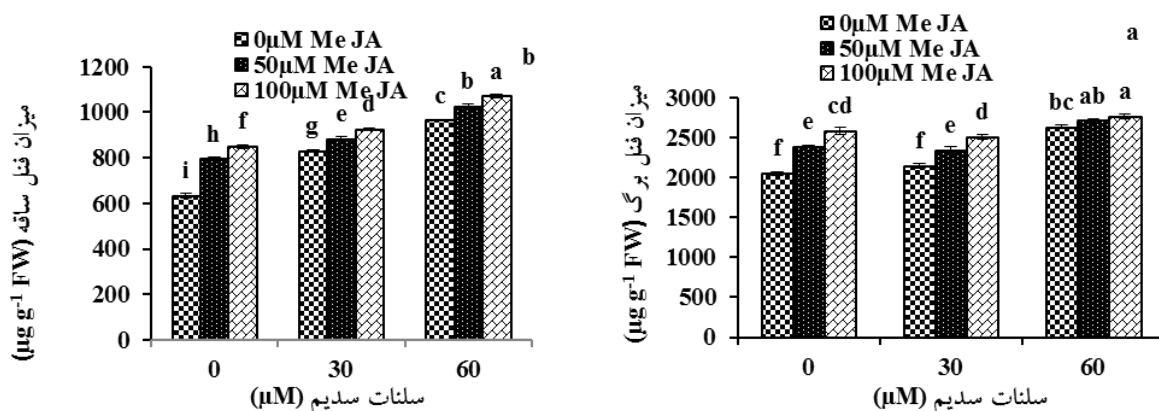 0µM Me JA
50µM Me JA
100µM Me JA
b
1200
1000
800
600
400
200
0
i
h
f
g
e
d
c
b
a
0
30
60
میزان فنل ساقه (µg g-1 FW)
سلنات سدیم (µM)
0µM Me JA
50µM Me JA
100µM Me JA
a
3000
2500
2000
1500
1000
500
0
f
e
cd
f
e
d
bc
ab
a
0
30
60
میزان فنل برگ (µg g-1 FW)
سلنات سدیم (µM)